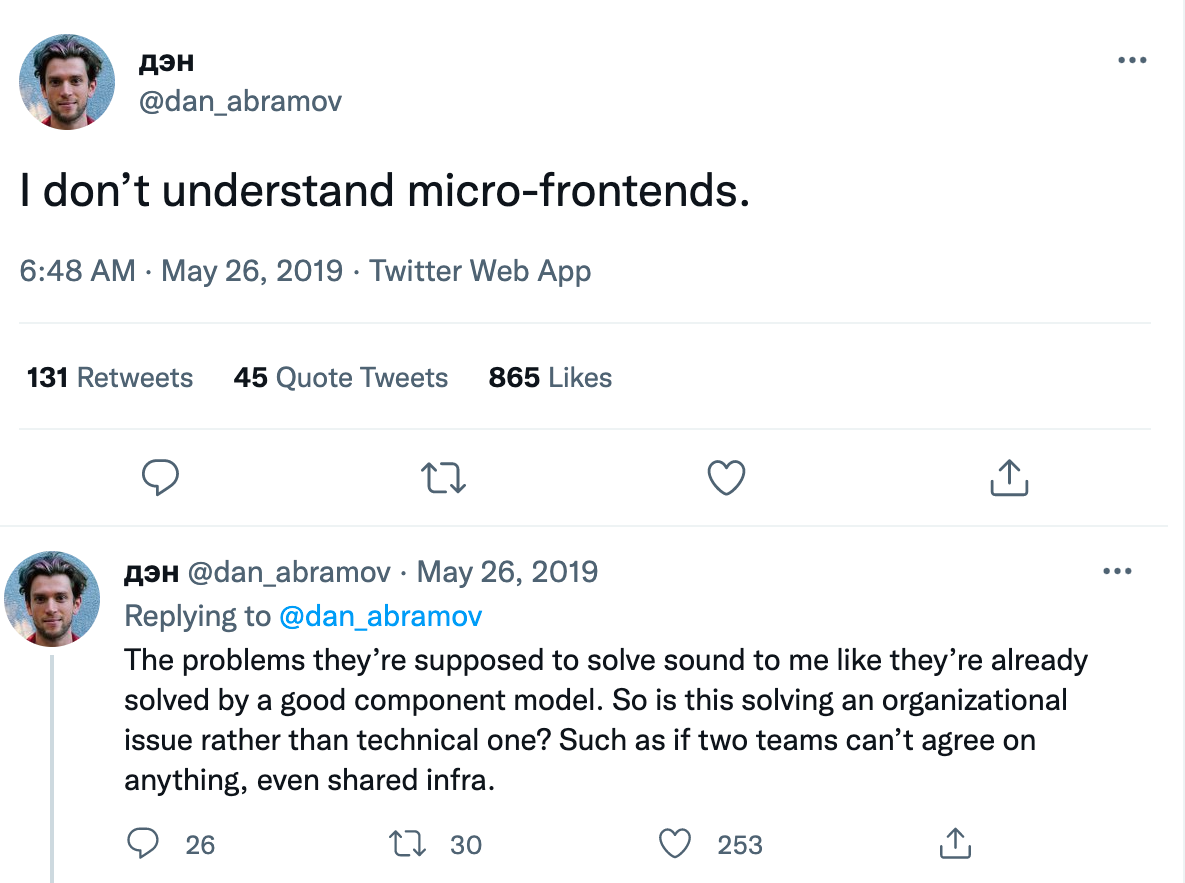 дэн
@dan_abramov
I don’t understand micro-frontends.
6:48 AM · May 26, 2019 · Twitter Web App
131 Retweets 45 Quote Tweets 865 Likes
дэн @dan_abramov · May 26, 2019
Replying to @dan_abramov
The problems they’re supposed to solve sound to me like they’re already
solved by a good component model. So is this solving an organizational
issue rather than technical one? Such as if two teams can’t agree on
anything, even shared infra.
26 30 253